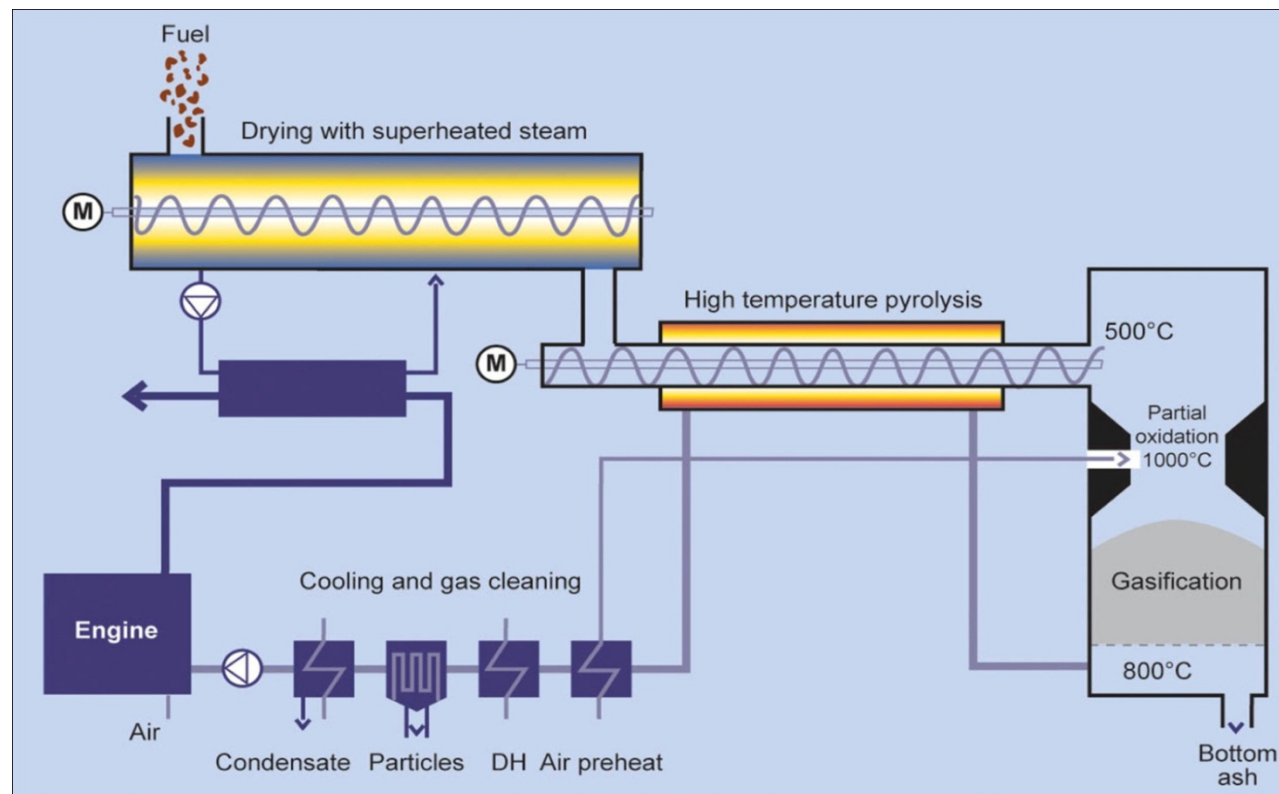 Fuel
Drying with superheated steam
M
High temperature pyrolysis
M
500°C
Partial
oxidation
1000°C
Cooling and gas cleaning
Gasification
Engine
800°C
Air
Condensate
Particles
DH
Air preheat
Bottom
ash